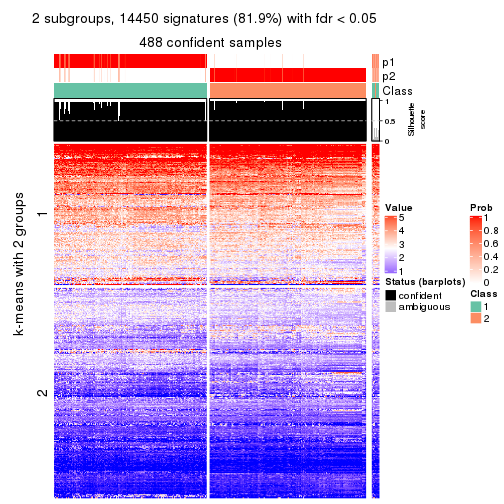 2 subgroups, 14450 signatures (81.9%) with fdr < 0.05
488 confident samples
p1
p2
Class
1
0.5
0
Silhouette
score
k-means with 2 groups
1
2
Value
5
4
3
2
1
Prob
1
0.8
0.6
0.4
0.2
0
Status (barplots)
confident
ambiguous
Class
1
2